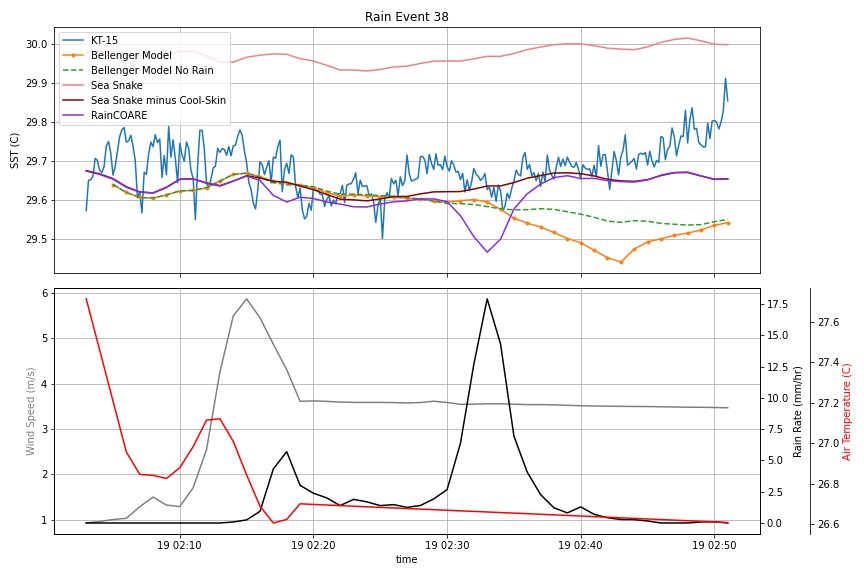 Rain Event 38
KT-15
Bellenger Model
Bellenger Model No Rain
Sea Snake
Sea Snake minus Cool-Skin
RainCOARE
SST (C)
30.0
29.9
29.8
29.7
29.6
29.5
Wind Speed (m/s)
6
5
4
3
2
1
17.5
15.0
12.5
10.0
7.5
5.0
2.5
0.0
Rain Rate (mm/hr)
27.6
27.4
27.2
27.0
26.8
26.6
Air Temperature (C)
19 02:10
19 02:20
19 02:30
19 02:40
19 02:50
time